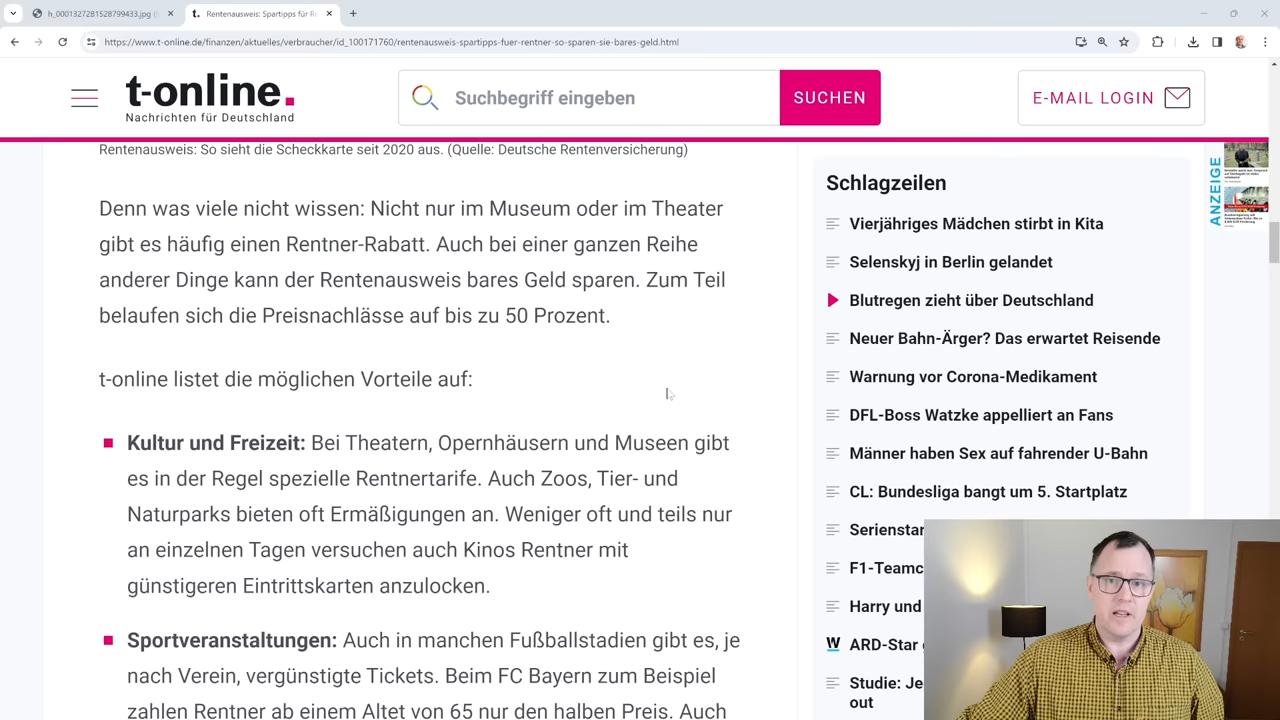 h_0001327281528799433.jpg (
Rentenausweis: Spartipps für R
https://www.t-online.de/finanzen/aktuelles/verbraucher/id_100171760/rentenausweis-spartipps-fuer-rentner-so-sparen-sie-bares-geld.html
t-online.
Nachrichten für Deutschland
Suchbegriff eingeben
SUCHEN
E-MAIL LOGIN
Rentenausweis: So sieht die Scheckkarte seit 2020 aus. (Quelle: Deutsche Rentenversicherung)
Denn was viele nicht wissen: Nicht nur im Museum oder im Theater
gibt es häufig einen Rentner-Rabatt. Auch bei einer ganzen Reihe
anderer Dinge kann der Rentenausweis bares Geld sparen. Zum Teil
belaufen sich die Preisnachlässe auf bis zu 50 Prozent.
t-online listet die möglichen Vorteile auf:
Kultur und Freizeit: Bei Theatern, Opernhäusern und Museen gibt
es in der Regel spezielle Rentnertarife. Auch Zoos, Tier- und
Naturparks bieten oft Ermäßigungen an. Weniger oft und teils nur
an einzelnen Tagen versuchen auch Kinos Rentner mit
günstigeren Eintrittskarten anzulocken.
Sportveranstaltungen: Auch in manchen Fußballstadien gibt es, je
nach Verein, vergünstigte Tickets. Beim FC Bayern zum Beispiel
zahlen Rentner ab einem Altet von 65 nur den halben Preis. Auch
Schlagzeilen
Vierjähriges Mädchen stirbt in Kita
Selenskyj in Berlin gelandet
Blutregen zieht über Deutschland
Neuer Bahn-Ärger? Das erwartet Reisende
Warnung vor Corona-Medikament
DFL-Boss Watzke appelliert an Fans
Männer haben Sex auf fahrender U-Bahn
CL: Bundesliga bangt um 5. Startplatz
Serienstar
F1-Teamc
Harry und
W ARD-Star
Studie: Je
out
ANZEIGE